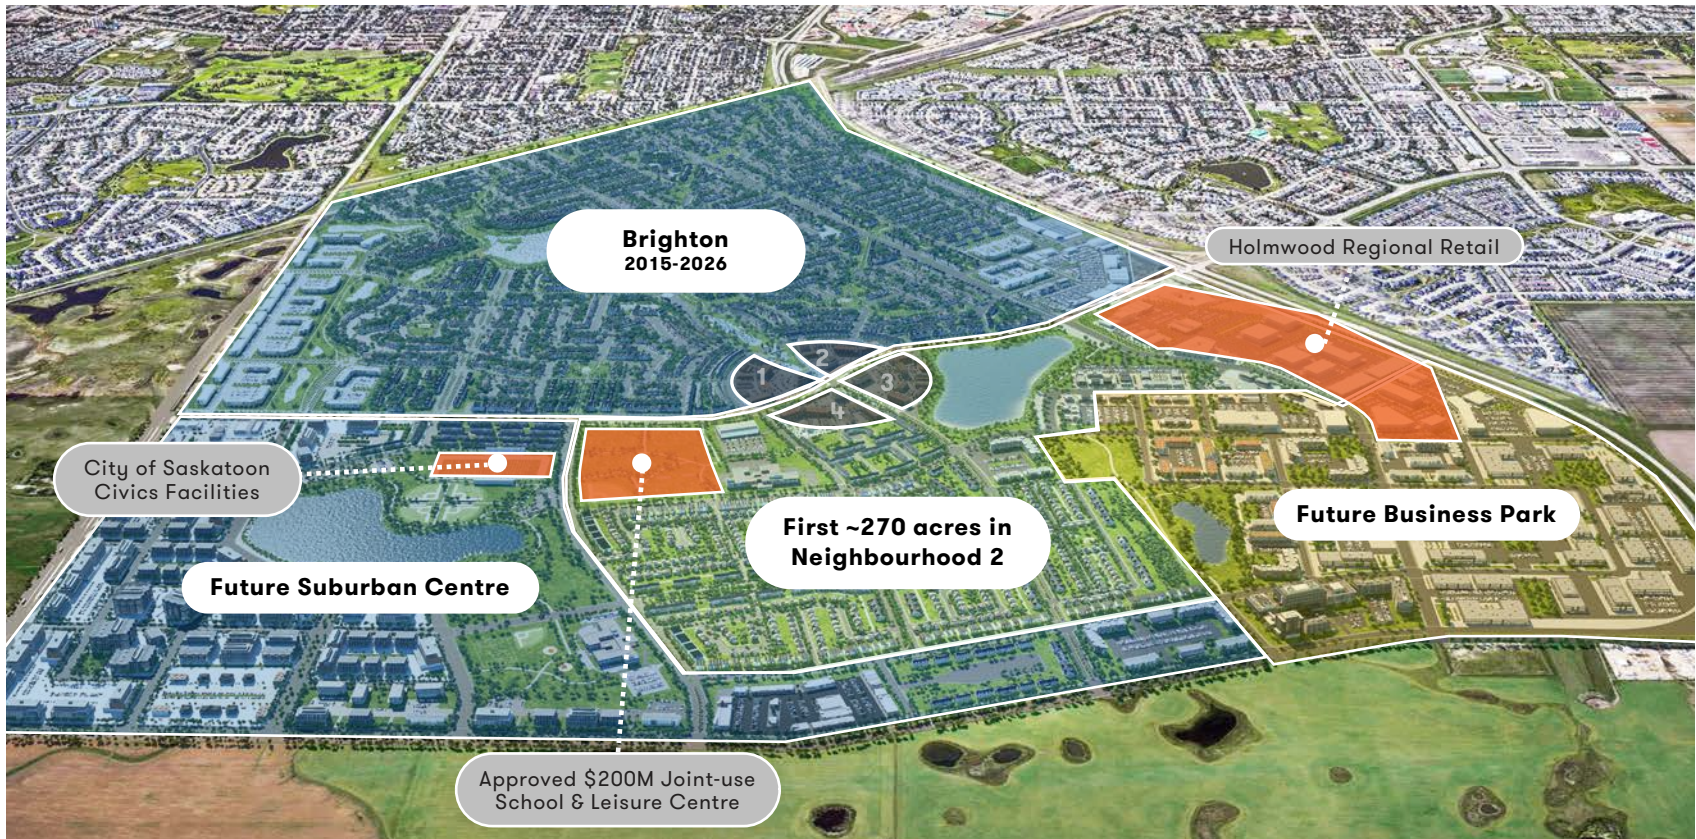 Brighton
2015-2026
Holmwood Regional Retail
1
2
3
4
City of Saskatoon
Civics Facilities
First ~270 acres in
Neighbourhood 2
Future Business Park
Future Suburban Centre
Approved $200M Joint-use
School & Leisure Centre